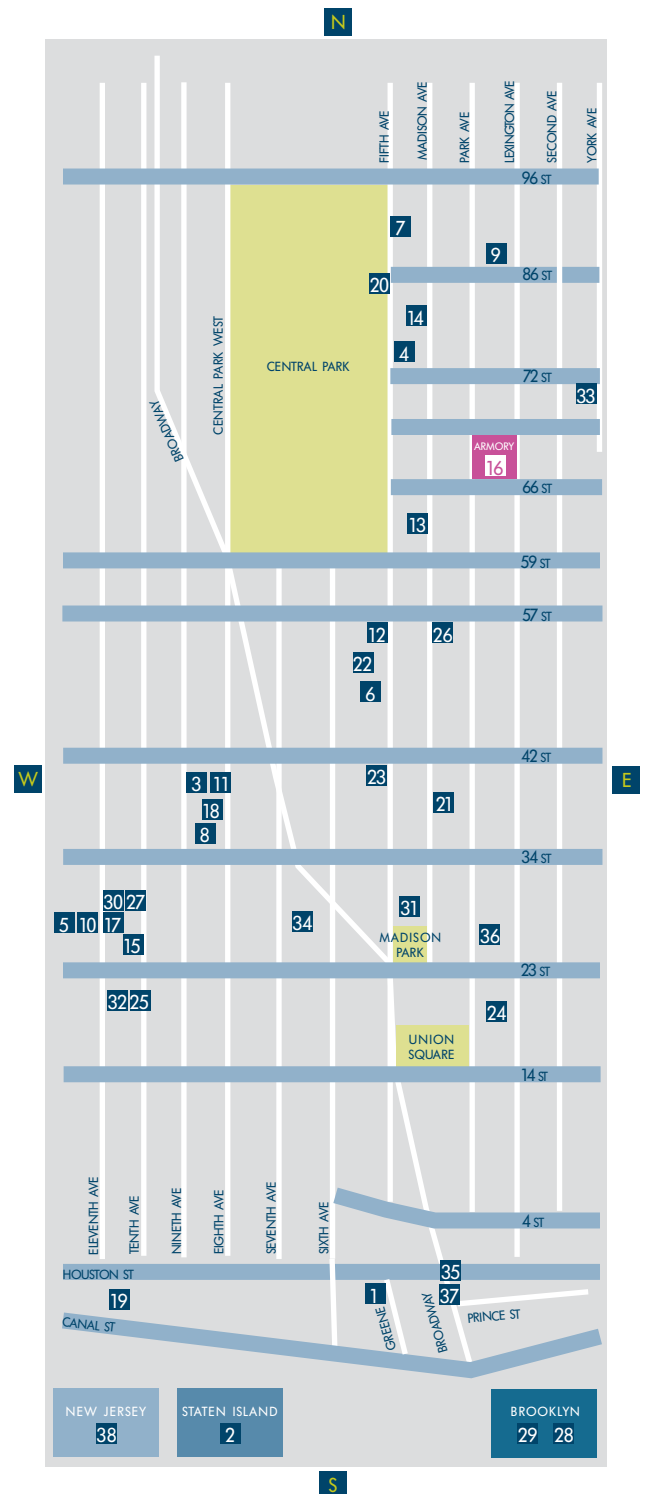 N
FIFTH AVE
MADISON AVE
PARK AVE
LEXINGTON AVE
SECOND AVE
YORK AVE
96 ST
7
9
86 ST
20
14
CENTRAL PARK WEST
4
CENTRAL PARK
72 ST
33
BROADWAY
ARMORY
16
66 ST
13
59 ST
57 ST
12
26
22
6
42 ST
W
E
23
3
11
21
18
8
34 ST
30
27
31
5
10
17
34
36
15
MADISON
PARK
23 ST
32
25
24
UNION
SQUARE
14 ST
ELEVENTH AVE
TENTH AVE
NINETH AVE
EIGHTH AVE
SEVENTH AVE
SIXTH AVE
4 ST
HOUSTON ST
35
19
1
37
GREENE
BROADWAY
PRINCE ST
CANAL ST
NEW JERSEY
38
STATEN ISLAND
2
BROOKLYN
29 28
S